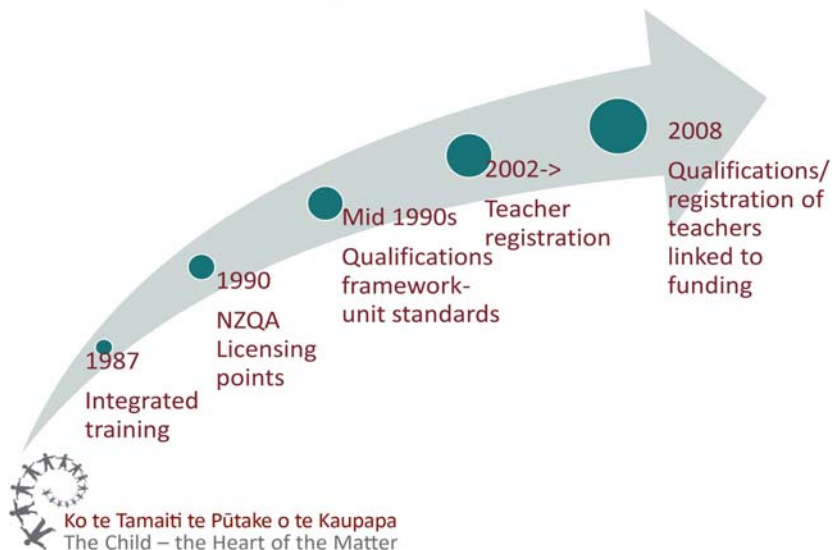 1987
Integrated
training
1990
NZQA
Licensing
points
Mid 1990s
Qualifications
framework-
unit standards
2002->
Teacher
registration
2008
Qualifications/
registration of
teachers
linked to
funding
Ko te Tamaiti te Pūtake o te Kaupapa
The Child – the Heart of the Matter